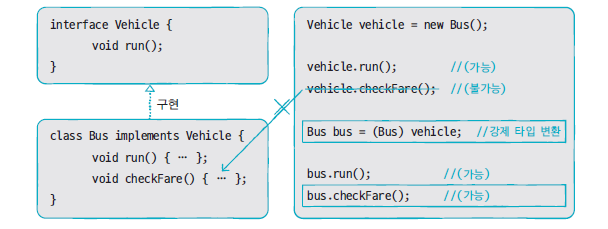 interface Vehicle {
void run();
}
구현
class Bus implements Vehicle {
void run() { … };
void checkFare() { … };
}
Vehicle vehicle = new Bus();
vehicle.run(); //(가능)
vehicle.checkFare(); //(불가능)
Bus bus = (Bus) vehicle; //강제 타입 변환
bus.run(); //(가능)
bus.checkFare(); //(가능)